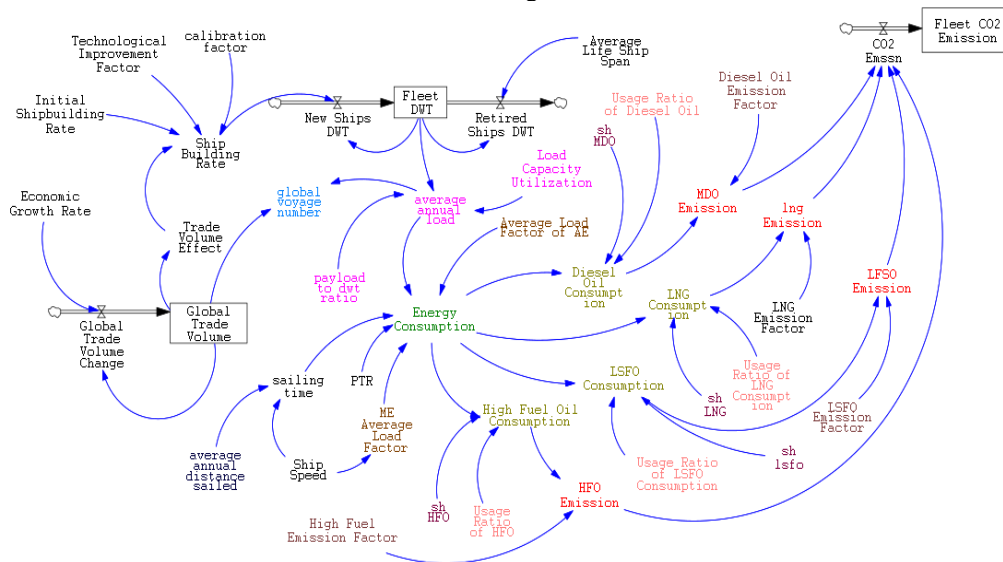 Fleet CO2
Emission
CO2
Emssn
Technological
Improvement
Factor
calibration
factor
Average
Life Ship
Span
Initial
Shipbuilding
Rate
Fleet
DWT
New Ships
DWT
Retired
Ships DWT
Usage Ratio
of Diesel Oil
Diesel Oil
Emission
Factor
sh
MDO
Ship
Building
Rate
Load
Capacity
Utilization
Economic
Growth Rate
global
voyage
number
average
annual
load
MDO
Emission
lng
Emission
Trade
Volume
Effect
Average Load
Factor of AE
payload
to dwt
ratio
Diesel
Oil
Consumpt
ion
LFSO
Emission
Global
Trade
Volume
Change
Global Trade
Volume
Energy
Consumption
LNG
Consumpt
ion
LNG
Emission
Factor
sailing
time
PTR
LSFO
Consumption
Usage
Ratio of
LNG
Consumpt
ion
sh
LNG
ME
Average
Load
Factor
High Fuel Oil
Consumption
LSFO
Emission
Factor
average
annual
distance
sailed
Ship
Speed
Usage Ratio
of LSFO
Consumption
sh
lsfo
sh
HFO
Usage
Ratio
of HFO
HFO
Emission
High Fuel
Emission Factor